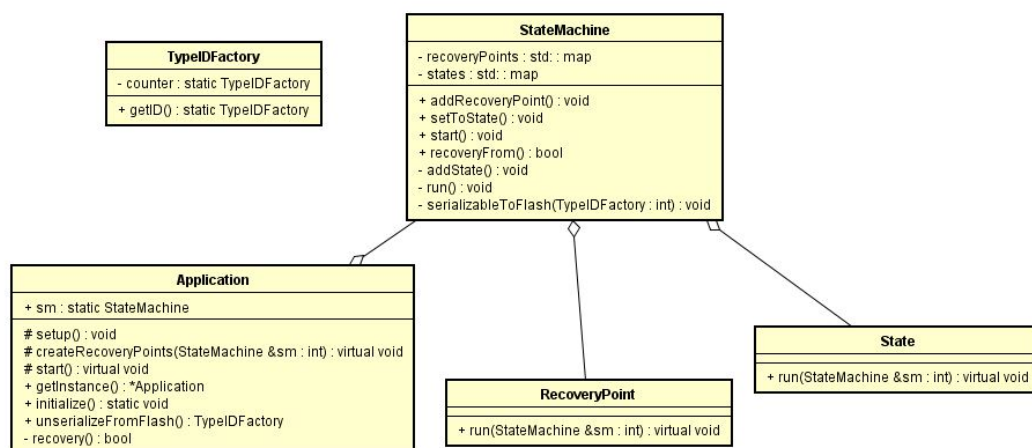 TypeIDFactory
- counter : static TypeIDFactory
+ getID() : static TypeIDFactory
StateMachine
- recoveryPoints : std: : map
- states : std: : map
+ addRecoveryPoint() : void
+ setToState() : void
+ start() : void
+ recoveryFrom() : bool
- addState() : void
- run() : void
- serializableToFlash(TypeIDFactory : int) : void
Application
+ sm : static StateMachine
# setup() : void
# createRecoveryPoints(StateMachine &sm : int) : virtual void
# start() : virtual void
+ getInstance() : *Application
+ initialize() : static void
+ unserializeFromFlash() : TypeIDFactory
- recovery() : bool
RecoveryPoint
+ run(StateMachine &sm : int) : virtual void
State
+ run(StateMachine &sm : int) : virtual void